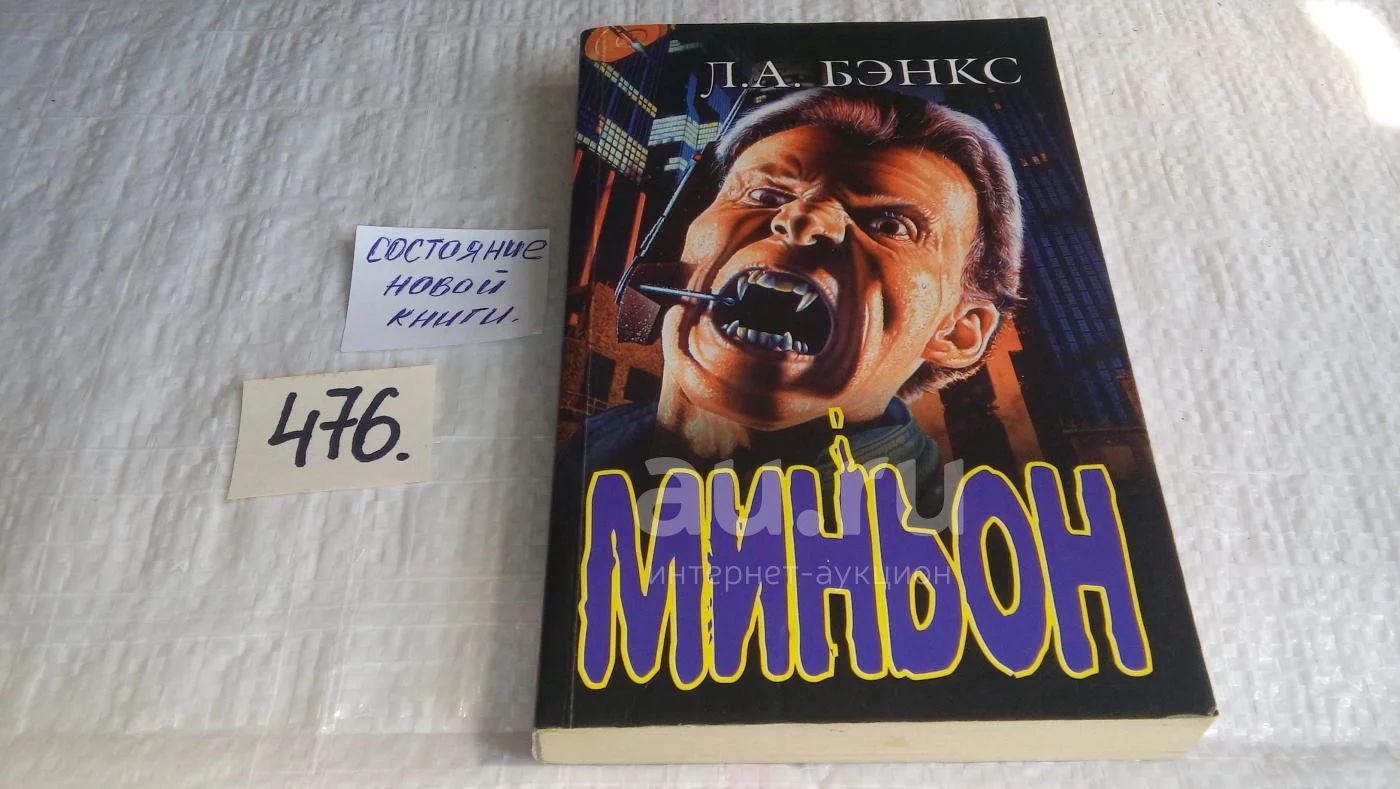 Л.А. БЭНКС
состояние
новой
книги.
476.
МИНЬОН
au.ru
интернет-аукцион